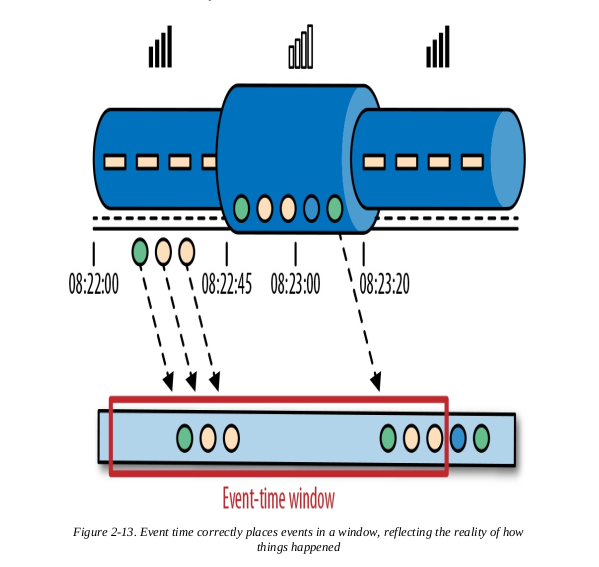 08:22:00
08:22:45
08:23:00
08:23:20
Event-time window
Figure 2-13. Event time correctly places events in a window, reflecting the reality of how
things happened